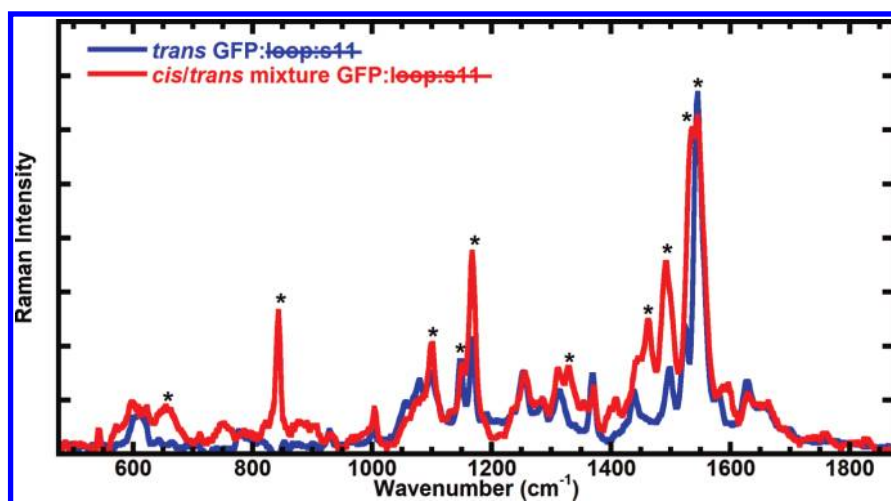 trans GFP:loop:s11
cis/trans mixture GFP:loop:s11
* * * * * * * * * *
Raman Intensity
600 800 1000 1200 1400 1600 1800
Wavenumber (cm-1)